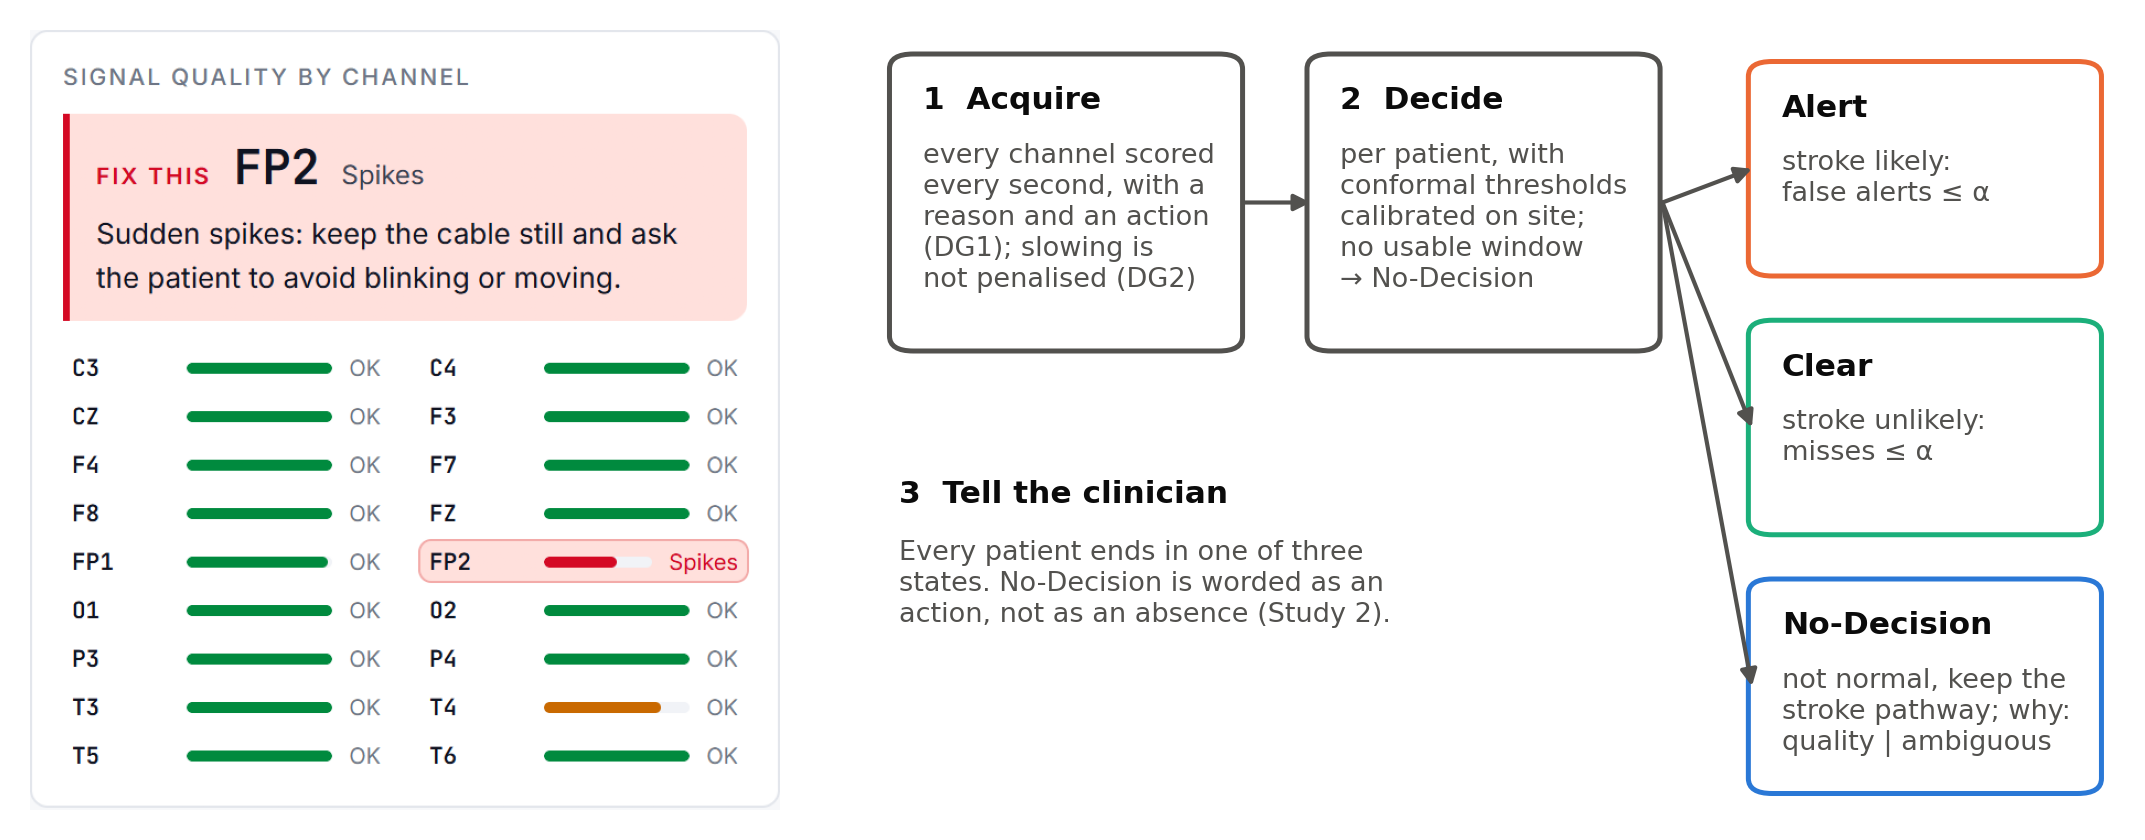 SIGNAL QUALITY BY CHANNEL
FIX THIS FP2 Spikes
Sudden spikes: keep the cable still and ask
the patient to avoid blinking or moving.
C3 OK C4 OK
CZ OK F3 OK
F4 OK F7 OK
F8 OK FZ OK
FP1 OK FP2 Spikes
O1 OK O2 OK
P3 OK P4 OK
T3 OK T4 OK
T5 OK T6 OK
1 Acquire
every channel scored
every second, with a
reason and an action
(DG1); slowing is
not penalised (DG2)
2 Decide
per patient, with
conformal thresholds
calibrated on site;
no usable window
→ No-Decision
Alert
stroke likely:
false alerts ≤ α
Clear
stroke unlikely:
misses ≤ α
No-Decision
not normal, keep the
stroke pathway; why:
quality | ambiguous
3 Tell the clinician
Every patient ends in one of three
states. No-Decision is worded as an
action, not as an absence (Study 2).